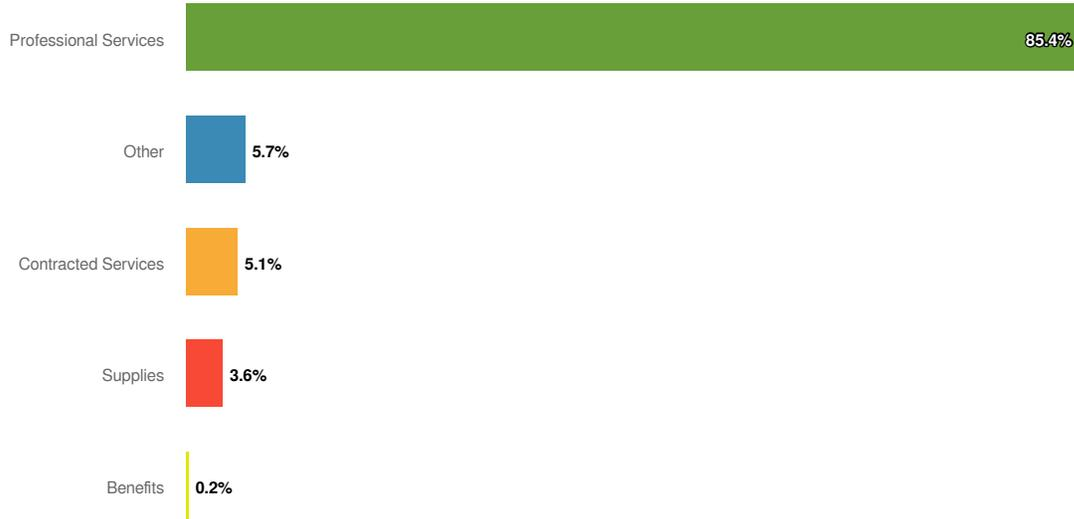 Professional Services 85.4%
Other 5.7%
Contracted Services 5.1%
Supplies 3.6%
Benefits 0.2%